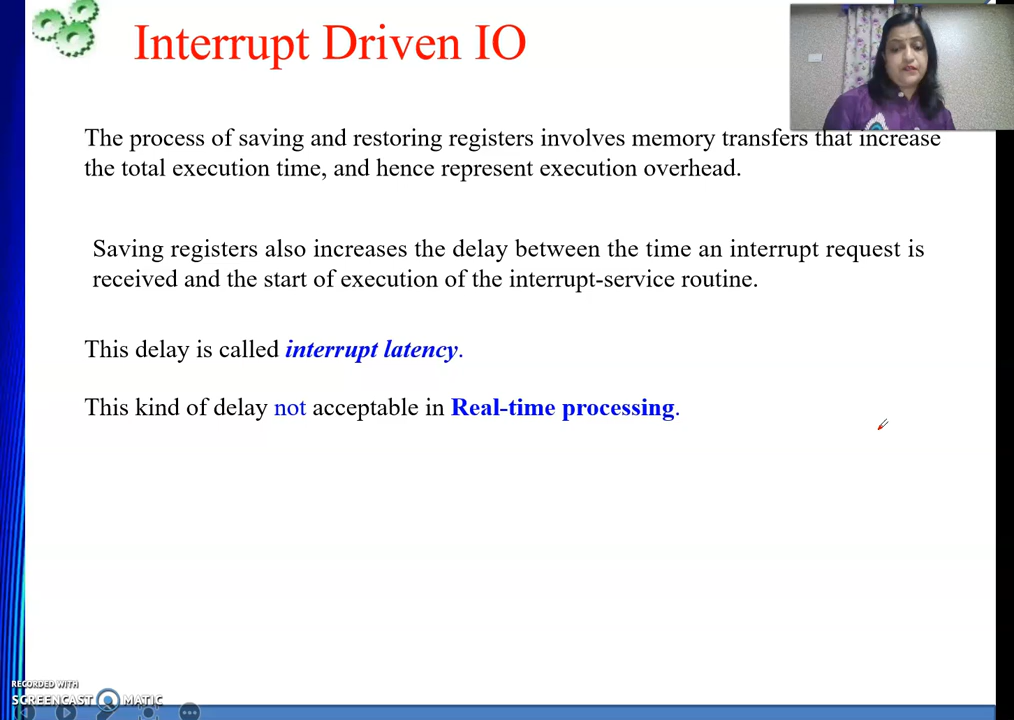 Interrupt Driven IO
The process of saving and restoring registers involves memory transfers that increase
the total execution time, and hence represent execution overhead.
Saving registers also increases the delay between the time an interrupt request is
received and the start of execution of the interrupt-service routine.
This delay is called interrupt latency.
This kind of delay not acceptable in Real-time processing.
RECORDED WITH
SCREENCAST MATIC